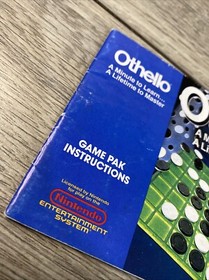 Othello
A Minute to Learn...
A Lifetime to Master
GAME PAK
INSTRUCTIONS
Licensed by Nintendo
for play on the
Nintendo
ENTERTAINMENT
SYSTEM
O
A M
A L